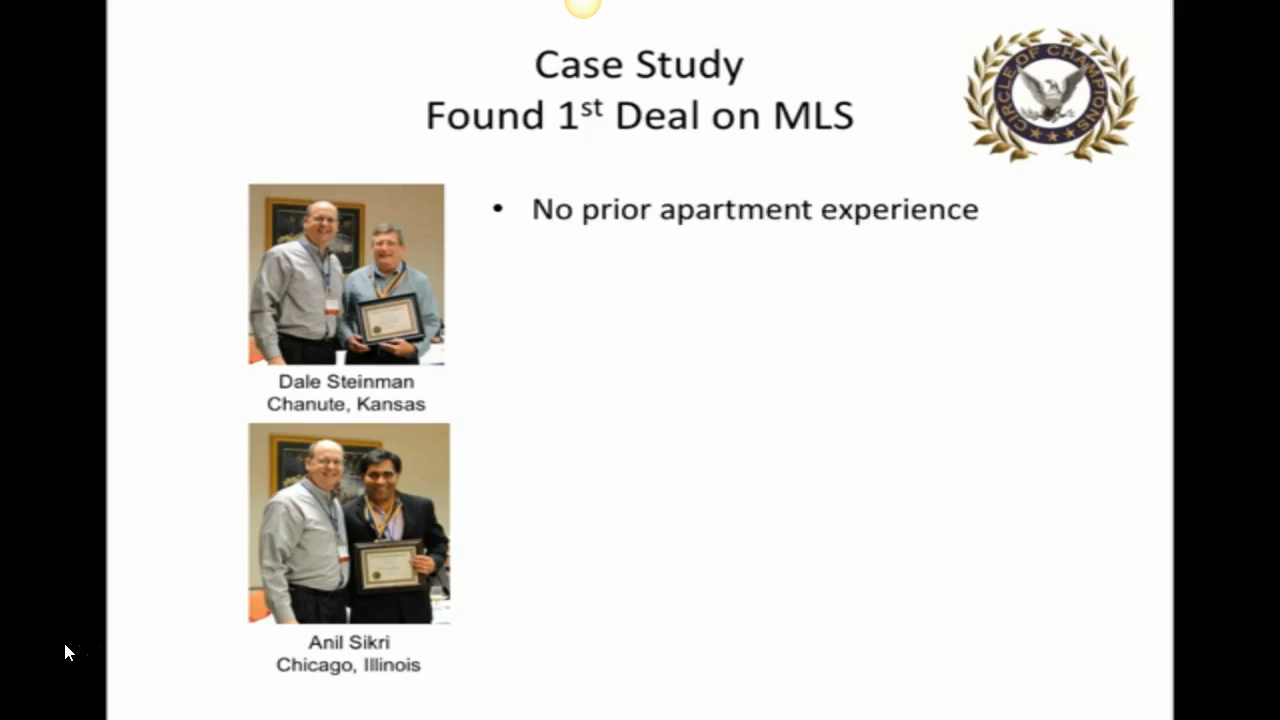 Case Study
Found 1st Deal on MLS
CIRCLE OF CHAMPIONS
• No prior apartment experience
Dale Steinman
Chanute, Kansas
Anil Sikri
Chicago, Illinois